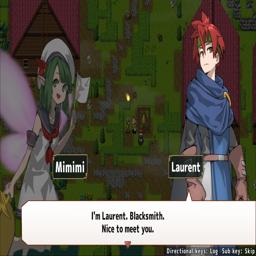 Mimimi
Laurent
I'm Laurent. Blacksmith.
Nice to meet you.
Directional keys: Log Sub key: Skip